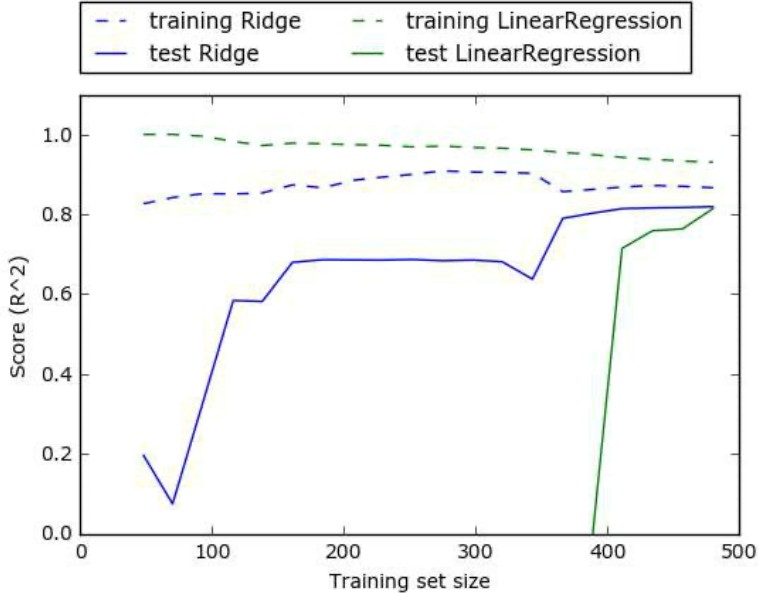 training Ridge
training LinearRegression
test Ridge
test LinearRegression
1.0
0.8
0.6
0.4
0.2
0.0
Score (R^2)
0
100
200
300
400
500
Training set size